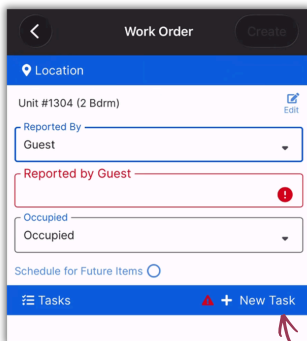 Work Order
Create
Location
Unit #1304 (2 Bdrm)
Edit
Reported By
Guest
Reported by Guest
Occupied
Occupied
Schedule for Future Items
Tasks
+ New Task